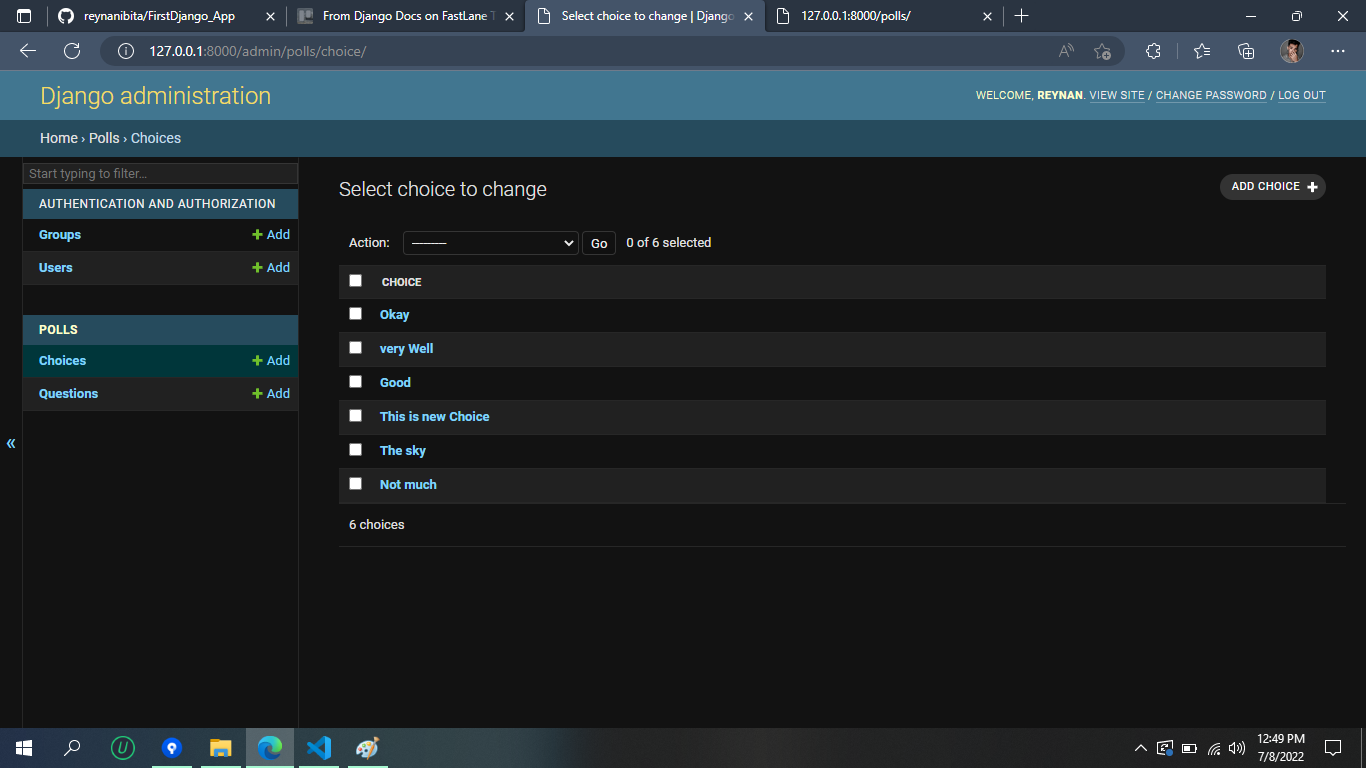 reynanibita/FirstDjango_App
From Django Docs on FastLane T
Select choice to change | Django
127.0.0.1:8000/polls/
127.0.0.1:8000/admin/polls/choice/
Django administration
WELCOME, REYNAN. VIEW SITE / CHANGE PASSWORD / LOG OUT
Home › Polls › Choices
Start typing to filter...
AUTHENTICATION AND AUTHORIZATION
Groups + Add
Users + Add
POLLS
Choices + Add
Questions + Add
«
Select choice to change
ADD CHOICE +
Action: --------- Go 0 of 6 selected
CHOICE
Okay
very Well
Good
This is new Choice
The sky
Not much
6 choices
12:49 PM
7/8/2022